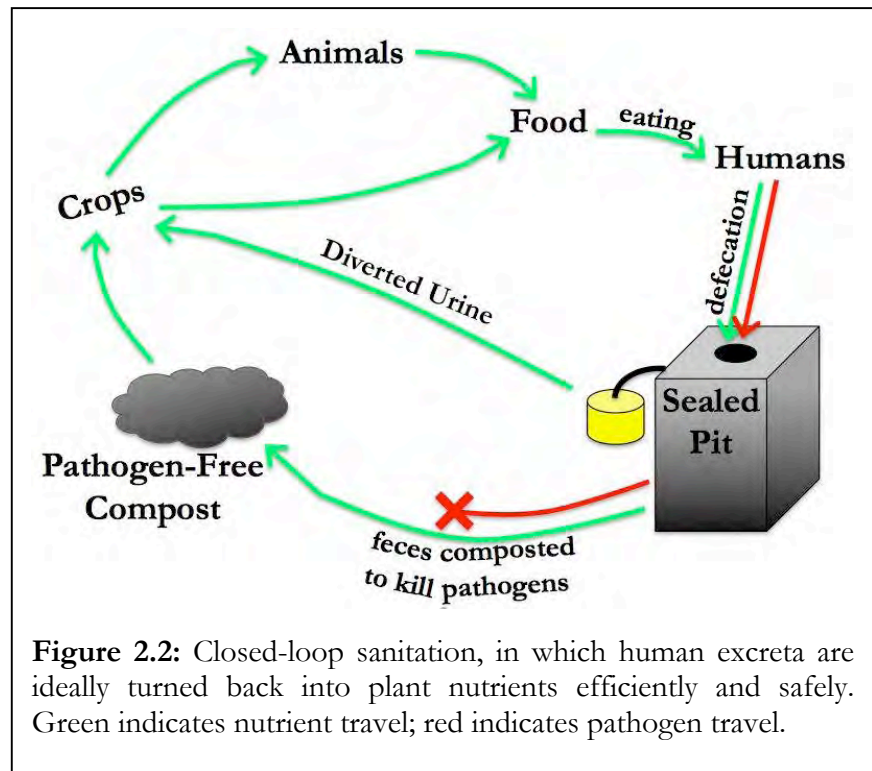 Animals
Food
eating
Humans
Crops
defecation
Diverted Urine
Sealed
Pit
Pathogen-Free
Compost
feces composted
to kill pathogens
Figure 2.2: Closed-loop sanitation, in which human excreta are
ideally turned back into plant nutrients efficiently and safely.
Green indicates nutrient travel; red indicates pathogen travel.